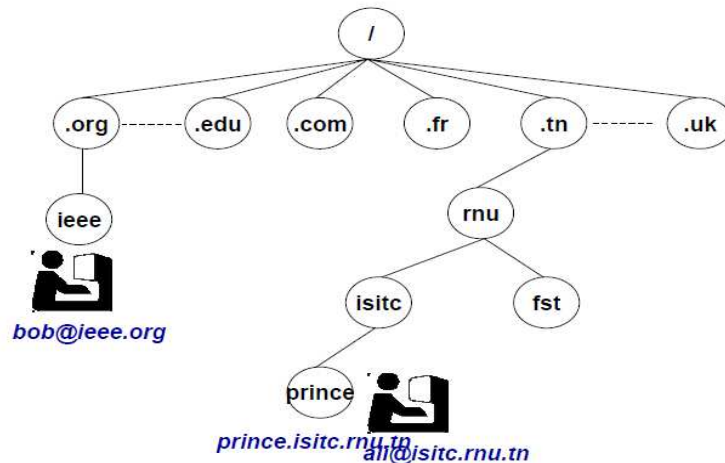 /
.org .edu .com .fr .tn .uk
ieee rnu
bob@ieee.org
isitc fst
prince
prince.isitc.rnu.tn
ali@isitc.rnu.tn